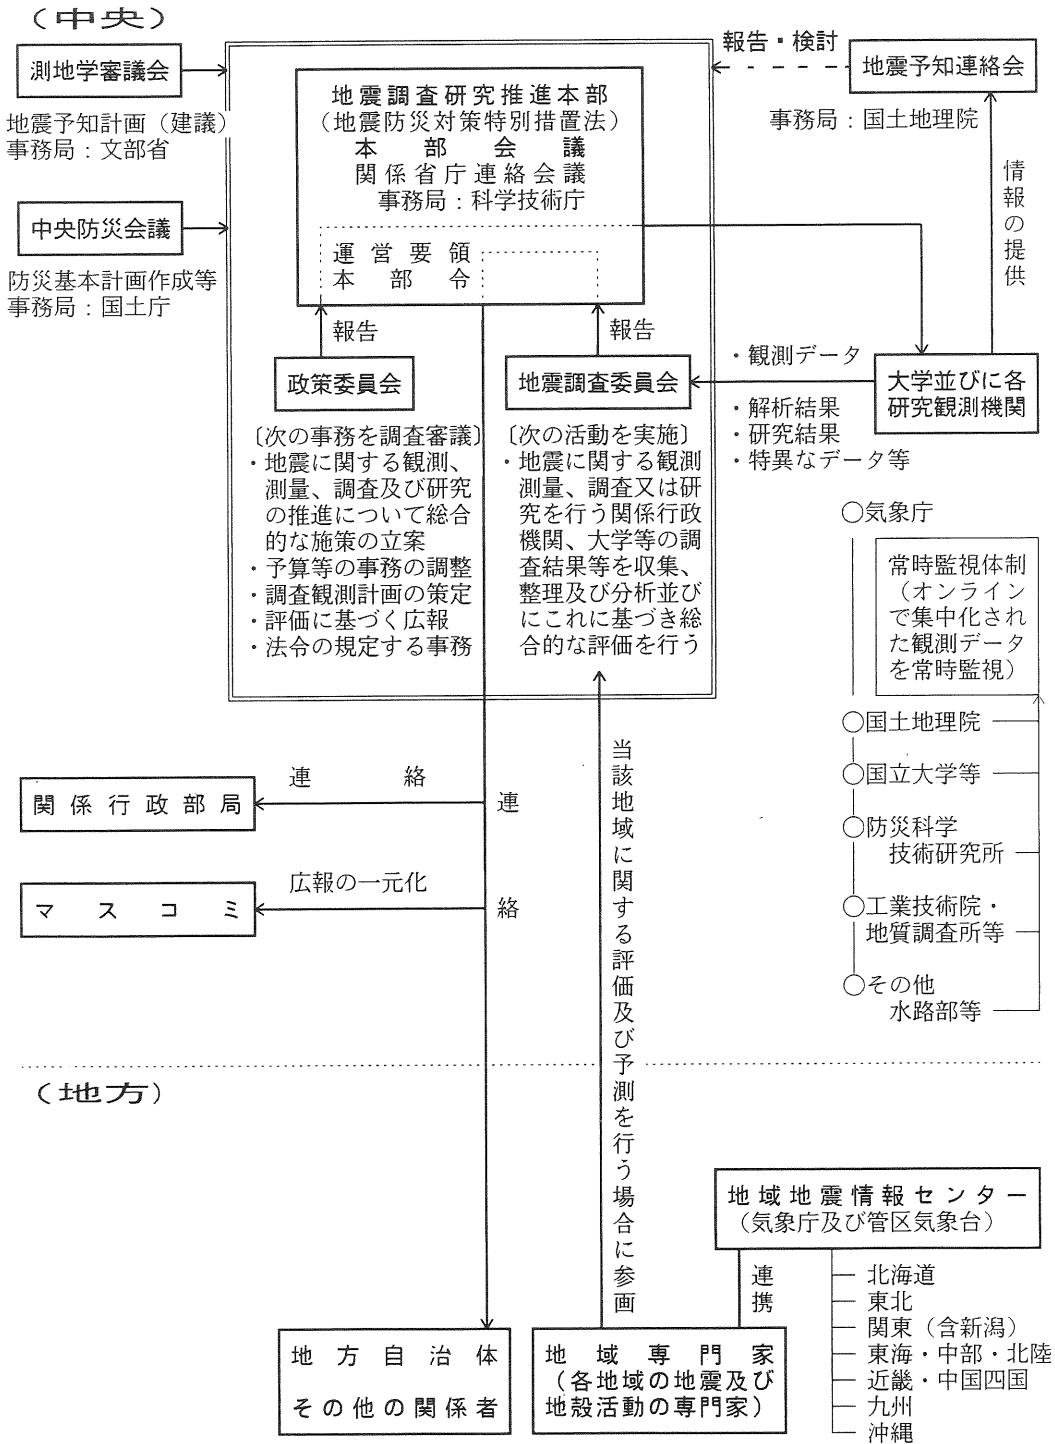 （中央）
測地学審議会
地震予知計画（建議）
事務局：文部省
中央防災会議
防災基本計画作成等
事務局：国土庁
地震調査研究推進本部
（地震防災対策特別措置法）
本部会議
関係省庁連絡会議
事務局：科学技術庁
運営要領
本部令
報告
報告
政策委員会
〔次の事務を調査審議〕
・地震に関する観測、
測量、調査及び研究
の推進について総合
的な施策の立案
・予算等の事務の調整
・調査観測計画の策定
・評価に基づく広報
・法令の規定する事務
地震調査委員会
〔次の活動を実施〕
・地震に関する観測
測量、調査又は研
究を行う関係行政
機関、大学等の調
査結果等を収集、
整理及び分析並び
にこれに基づき総
合的な評価を行う
報告・検討
地震予知連絡会
事務局：国土地理院
情報の提供
・観測データ
・解析結果
・研究結果
・特異なデータ等
大学並びに各
研究観測機関
○気象庁
常時監視体制
（オンライン
で集中化され
た観測データ
を常時監視）
○国土地理院
○国立大学等
○防災科学
技術研究所
○工業技術院・
地質調査所等
○その他
水路部等
連絡
関係行政部局
広報の一元化
マスコミ
連絡
当該地域に関する評価及び予測を行う場合に参画
（地方）
地域地震情報センター
（気象庁及び管区気象台）
連携
北海道
東北
関東（含新潟）
東海・中部・北陸
近畿・中国四国
九州
沖縄
地方自治体
その他の関係者
地域専門家
（各地域の地震及び
地殻活動の専門家）